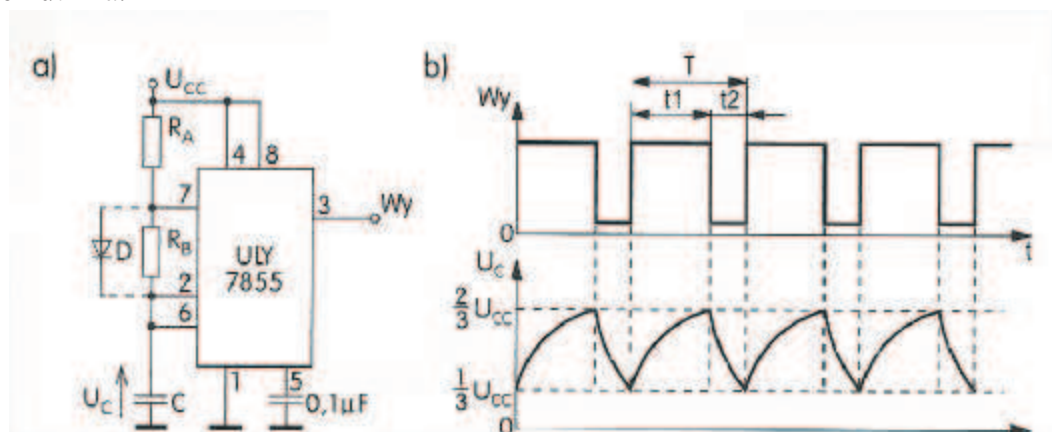 a)
U_CC
R_A
4 8
7
3 Wy
D R_B
ULY
7855
2
6
1 5
U_C C 0,1μF
b)
T
Wy t1 t2
0
t
U_C
2/3 U_CC
1/3 U_CC
0